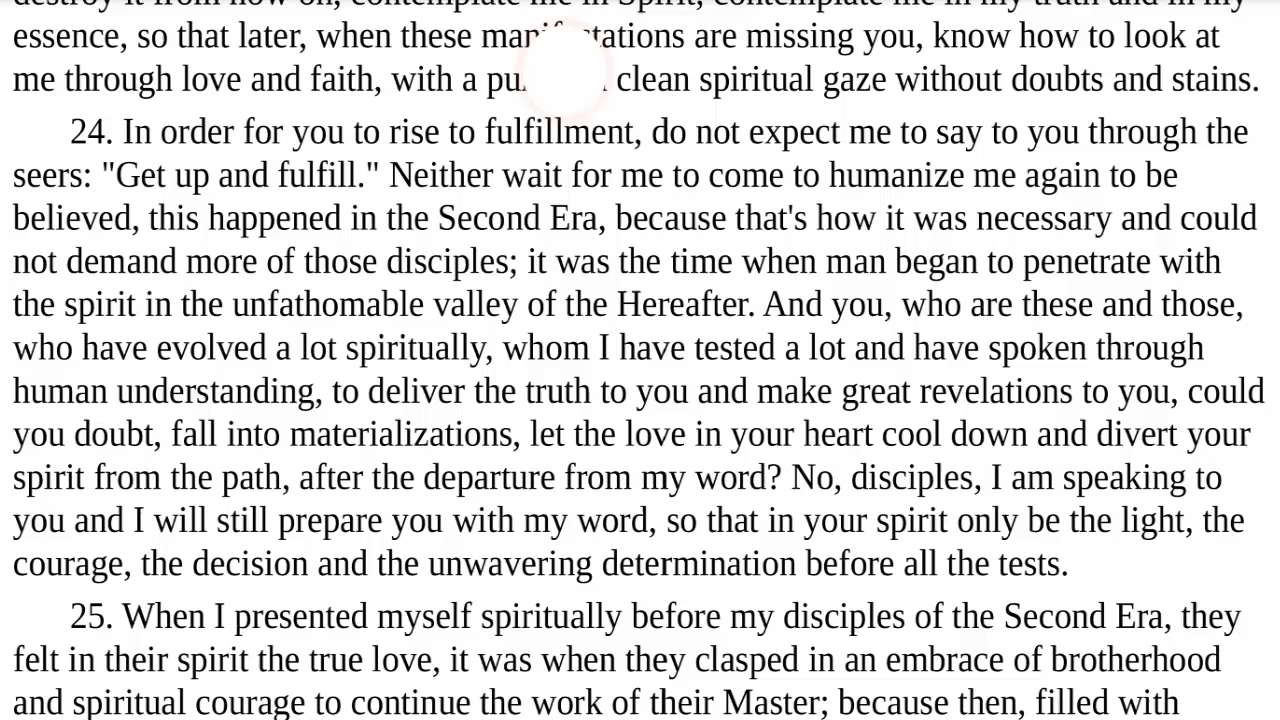 essence, so that later, when these manifestations are missing you, know how to look at
me through love and faith, with a clean spiritual gaze without doubts and stains.
24. In order for you to rise to fulfillment, do not expect me to say to you through the
seers: "Get up and fulfill." Neither wait for me to come to humanize me again to be
believed, this happened in the Second Era, because that's how it was necessary and could
not demand more of those disciples; it was the time when man began to penetrate with
the spirit in the unfathomable valley of the Hereafter. And you, who are these and those,
who have evolved a lot spiritually, whom I have tested a lot and have spoken through
human understanding, to deliver the truth to you and make great revelations to you, could
you doubt, fall into materializations, let the love in your heart cool down and divert your
spirit from the path, after the departure from my word? No, disciples, I am speaking to
you and I will still prepare you with my word, so that in your spirit only be the light, the
courage, the decision and the unwavering determination before all the tests.
25. When I presented myself spiritually before my disciples of the Second Era, they
felt in their spirit the true love, it was when they clasped in an embrace of brotherhood
and spiritual courage to continue the work of their Master; because then, filled with